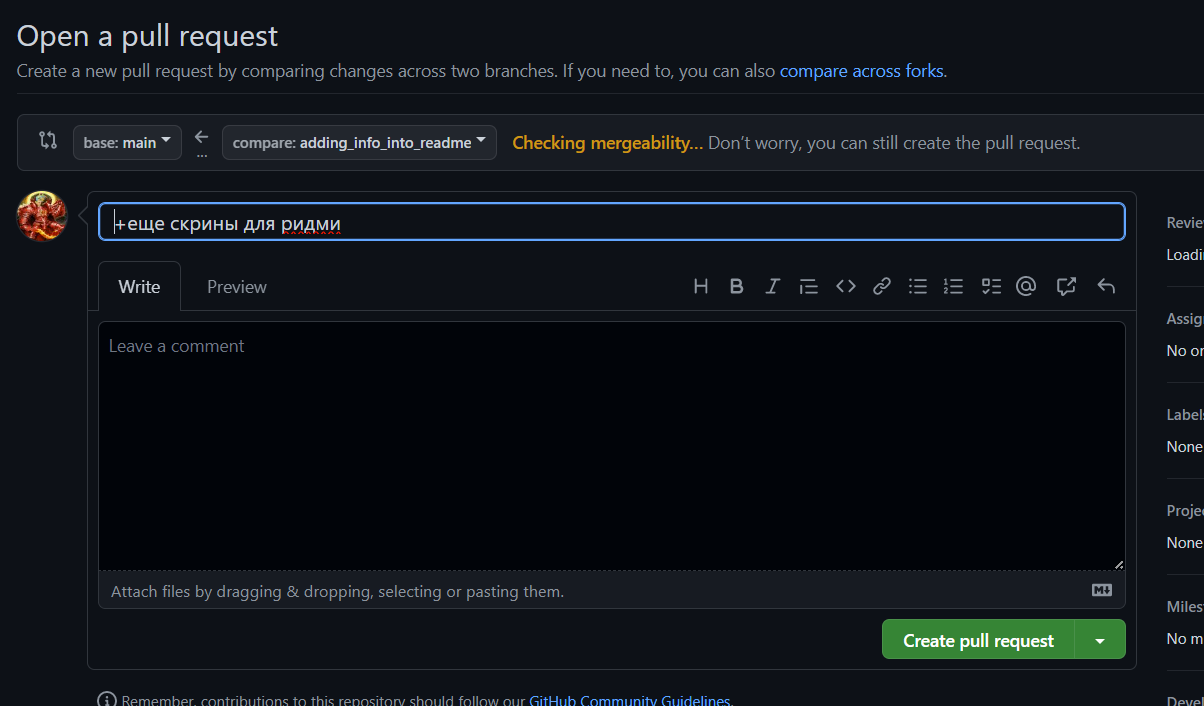 Open a pull request
Create a new pull request by comparing changes across two branches. If you need to, you can also compare across forks.
base: main ← compare: adding_info_into_readme Checking mergeability... Don’t worry, you can still create the pull request.
...
+еще скрины для ридми
Write Preview
Leave a comment
Attach files by dragging & dropping, selecting or pasting them.
Create pull request
Remember, contributions to this repository should follow our GitHub Community Guidelines.
Revie
Loadi
Assig
No or
Label
None
Projec
None
Miles
No m
Devel